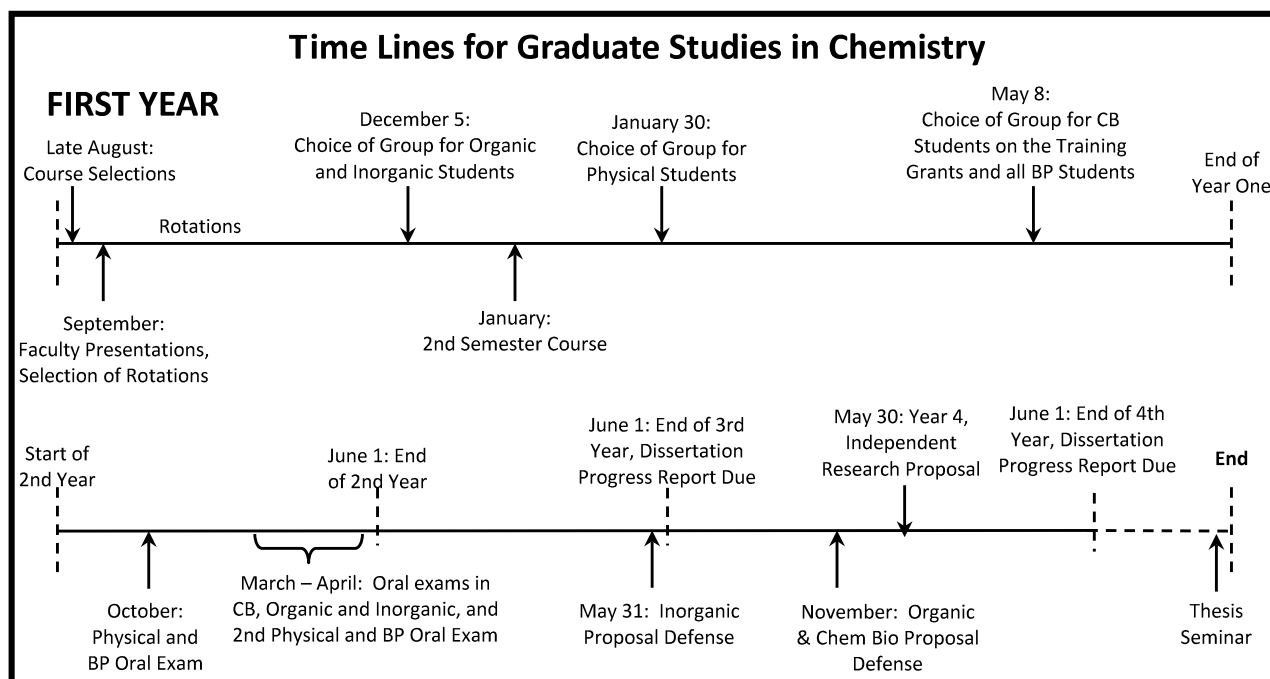 Time Lines for Graduate Studies in Chemistry
FIRST YEAR
Late August:
Course Selections
December 5:
Choice of Group for Organic
and Inorganic Students
January 30:
Choice of Group for
Physical Students
May 8:
Choice of Group for CB
Students on the Training
Grants and all BP Students
End of
Year One
Rotations
September:
Faculty Presentations,
Selection of Rotations
January:
2nd Semester Course
Start of
2nd Year
June 1: End
of 2nd Year
June 1: End of 3rd
Year, Dissertation
Progress Report Due
May 30: Year 4,
Independent
Research Proposal
June 1: End of 4th
Year, Dissertation
Progress Report Due
End
October:
Physical and
BP Oral Exam
March – April: Oral exams in
CB, Organic and Inorganic, and
2nd Physical and BP Oral Exam
May 31: Inorganic
Proposal Defense
November: Organic
& Chem Bio Proposal
Defense
Thesis
Seminar